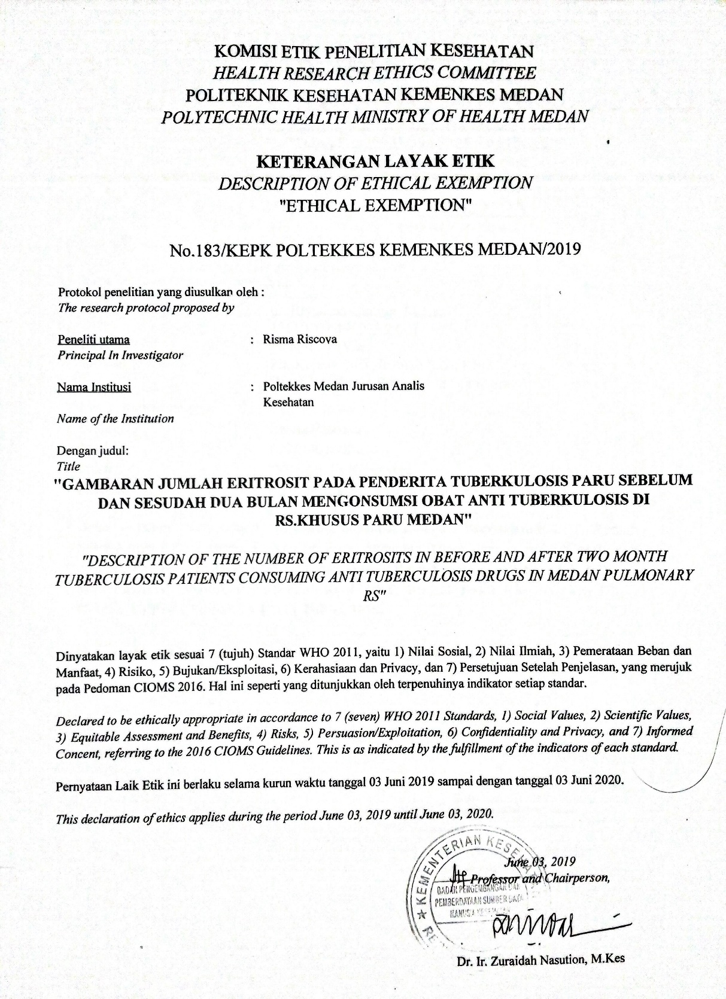 KOMISI ETIK PENELITIAN KESEHATAN
HEALTH RESEARCH ETHICS COMMITTEE
POLITEKNIK KESEHATAN KEMENKES MEDAN
POLYTECHNIC HEALTH MINISTRY OF HEALTH MEDAN
KETERANGAN LAYAK ETIK
DESCRIPTION OF ETHICAL EXEMPTION
"ETHICAL EXEMPTION"
No.183/KEPK POLTEKKES KEMENKES MEDAN/2019
Protokol penelitian yang diusulkan oleh :
The research protocol proposed by
Peneliti utama : Risma Riscova
Principal In Investigator
Nama Institusi : Poltekkes Medan Jurusan Analis
Kesehatan
Name of the Institution
Dengan judul:
Title
"GAMBARAN JUMLAH ERITROSIT PADA PENDERITA TUBERKULOSIS PARU SEBELUM
DAN SESUDAH DUA BULAN MENGONSUMSI OBAT ANTI TUBERKULOSIS DI
RS.KHUSUS PARU MEDAN"
"DESCRIPTION OF THE NUMBER OF ERITROSITS IN BEFORE AND AFTER TWO MONTH
TUBERCULOSIS PATIENTS CONSUMING ANTI TUBERCULOSIS DRUGS IN MEDAN PULMONARY
RS"
Dinyatakan layak etik sesuai 7 (tujuh) Standar WHO 2011, yaitu 1) Nilai Sosial, 2) Nilai Ilmiah, 3) Pemerataan Beban dan
Manfaat, 4) Risiko, 5) Bujukan/Eksploitasi, 6) Kerahasiaan dan Privacy, dan 7) Persetujuan Setelah Penjelasan, yang merujuk
pada Pedoman CIOMS 2016. Hal ini seperti yang ditunjukkan oleh terpenuhinya indikator setiap standar.
Declared to be ethically appropriate in accordance to 7 (seven) WHO 2011 Standards, 1) Social Values, 2) Scientific Values,
3) Equitable Assessment and Benefits, 4) Risks, 5) Persuasion/Exploitation, 6) Confidentiality and Privacy, and 7) Informed
Concent, referring to the 2016 CIOMS Guidelines. This is as indicated by the fulfillment of the indicators of each standard.
Pernyataan Laik Etik ini berlaku selama kurun waktu tanggal 03 Juni 2019 sampai dengan tanggal 03 Juni 2020.
This declaration of ethics applies during the period June 03, 2019 until June 03, 2020.
KEMENTERIAN
June 03, 2019
Professor and Chairperson,
BADAN PENGEMBANGAN DAN
PEMBERDAYAAN SUMBER DAYA
Dr. Ir. Zuraidah Nasution, M.Kes